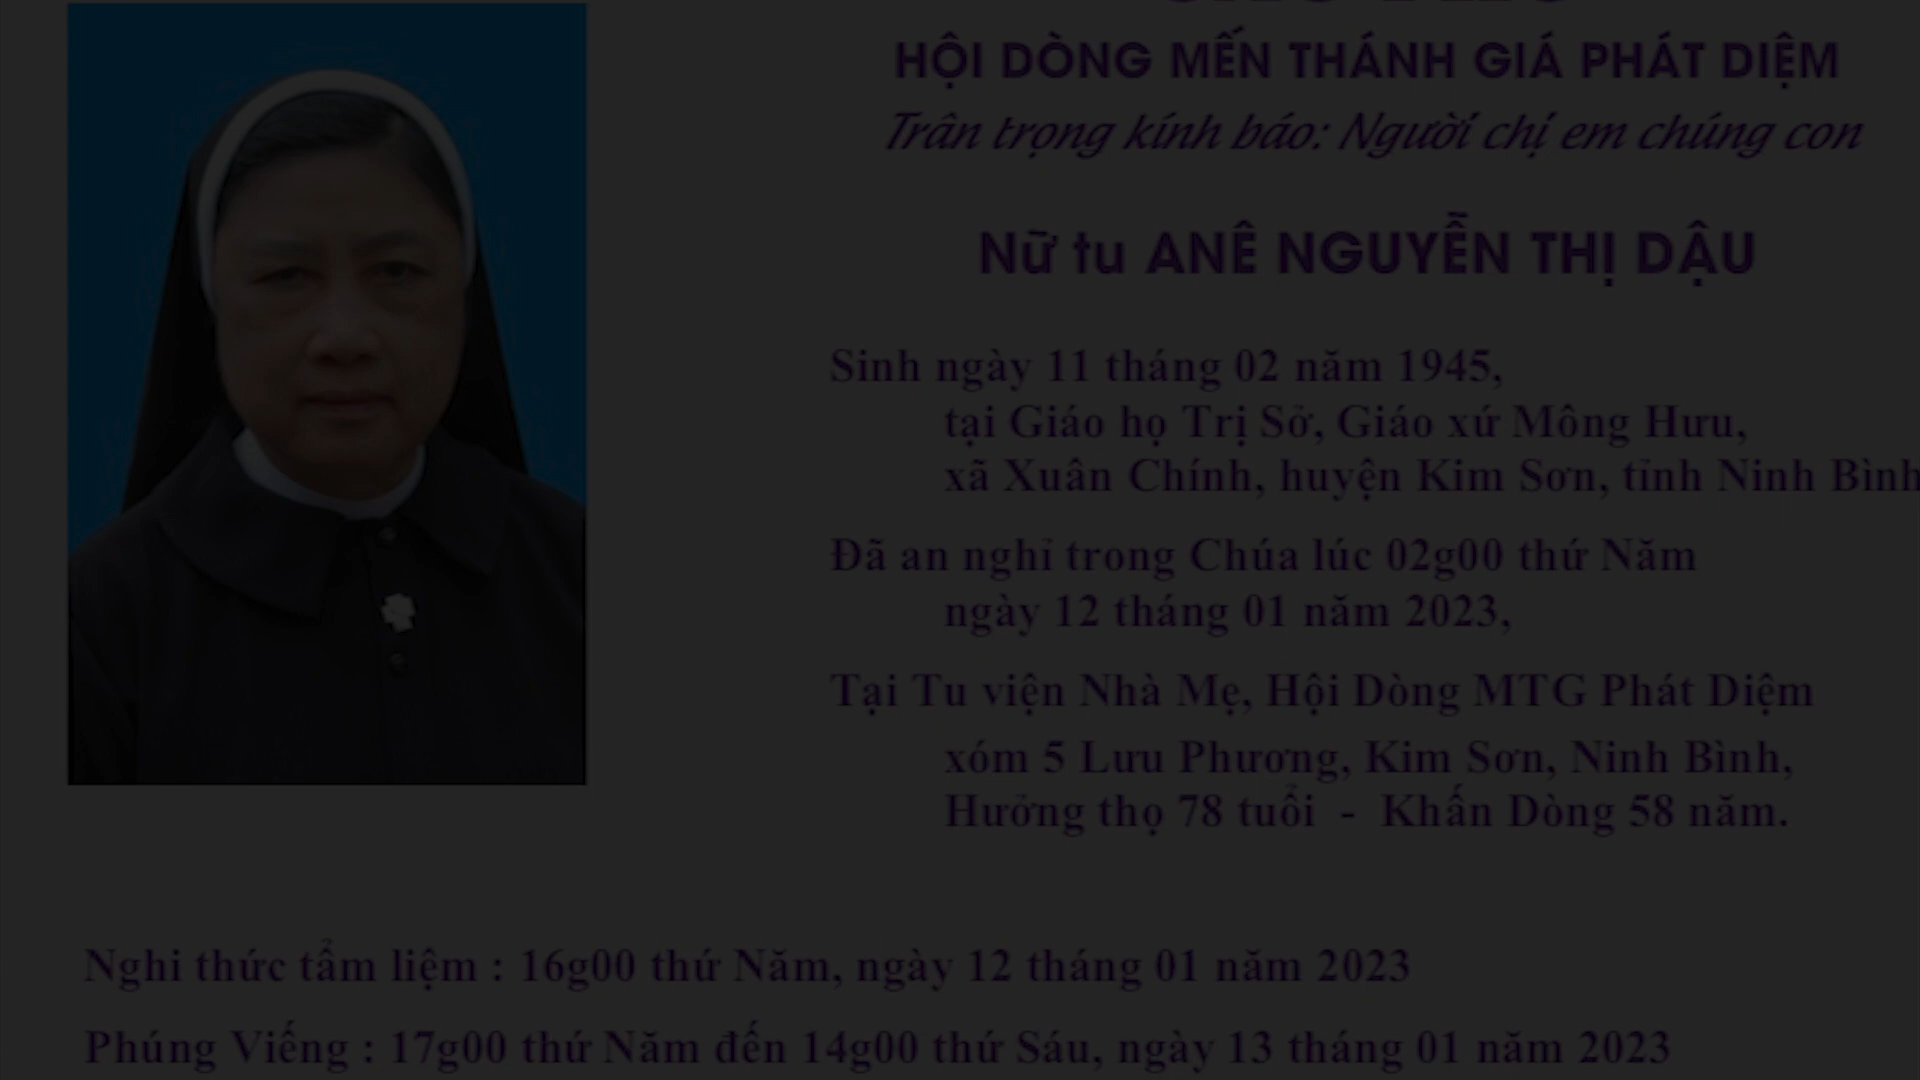 HỘI DÒNG MẾN THÁNH GIÁ PHÁT DIỆM
Trân trọng kính báo: Người chị em chúng con
Nữ tu ANÊ NGUYỄN THỊ DẬU
Sinh ngày 11 tháng 02 năm 1945,
tại Giáo họ Trị Sở, Giáo xứ Mông Hưu,
xã Xuân Chính, huyện Kim Sơn, tỉnh Ninh Bình
Đã an nghỉ trong Chúa lúc 02g00 thứ Năm
ngày 12 tháng 01 năm 2023,
Tại Tu viện Nhà Mẹ, Hội Dòng MTG Phát Diệm
xóm 5 Lưu Phương, Kim Sơn, Ninh Bình,
Hưởng thọ 78 tuổi - Khấn Dòng 58 năm.
Nghi thức tẩm liệm : 16g00 thứ Năm, ngày 12 tháng 01 năm 2023
Phúng Viếng : 17g00 thứ Năm đến 14g00 thứ Sáu, ngày 13 tháng 01 năm 2023